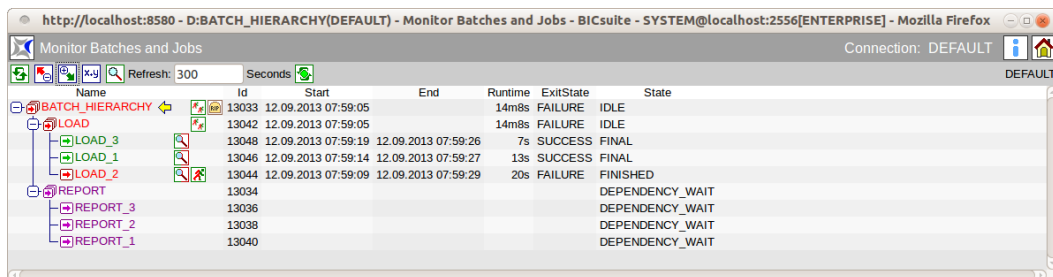 http://localhost:8580 - D:BATCH_HIERARCHY(DEFAULT) - Monitor Batches and Jobs - BICsuite - SYSTEM@localhost:2556[ENTERPRISE] - Mozilla Firefox
Monitor Batches and Jobs Connection: DEFAULT
x,y Refresh: 300 Seconds DEFAULT
Name Id Start End Runtime ExitState State
BATCH_HIERARCHY RIP 13033 12.09.2013 07:59:05 14m8s FAILURE IDLE
LOAD 13042 12.09.2013 07:59:05 14m8s FAILURE IDLE
LOAD_3 13048 12.09.2013 07:59:19 12.09.2013 07:59:26 7s SUCCESS FINAL
LOAD_1 13046 12.09.2013 07:59:14 12.09.2013 07:59:27 13s SUCCESS FINAL
LOAD_2 13044 12.09.2013 07:59:09 12.09.2013 07:59:29 20s FAILURE FINISHED
REPORT 13034 DEPENDENCY_WAIT
REPORT_3 13036 DEPENDENCY_WAIT
REPORT_2 13038 DEPENDENCY_WAIT
REPORT_1 13040 DEPENDENCY_WAIT